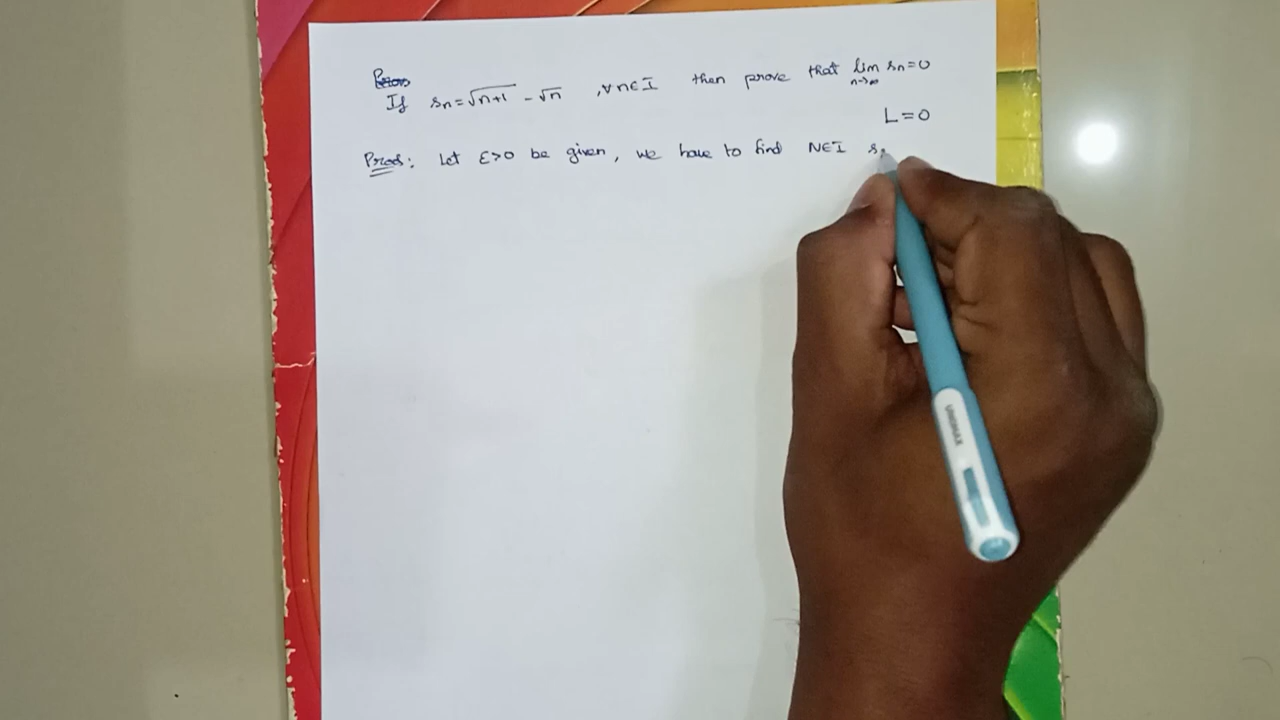 If sn = √n+1 - √n , ∀ n∈I then prove that lim n→∞ sn = 0
L = 0
Proof: Let ε>0 be given, we have to find N∈I s
UNOMAX